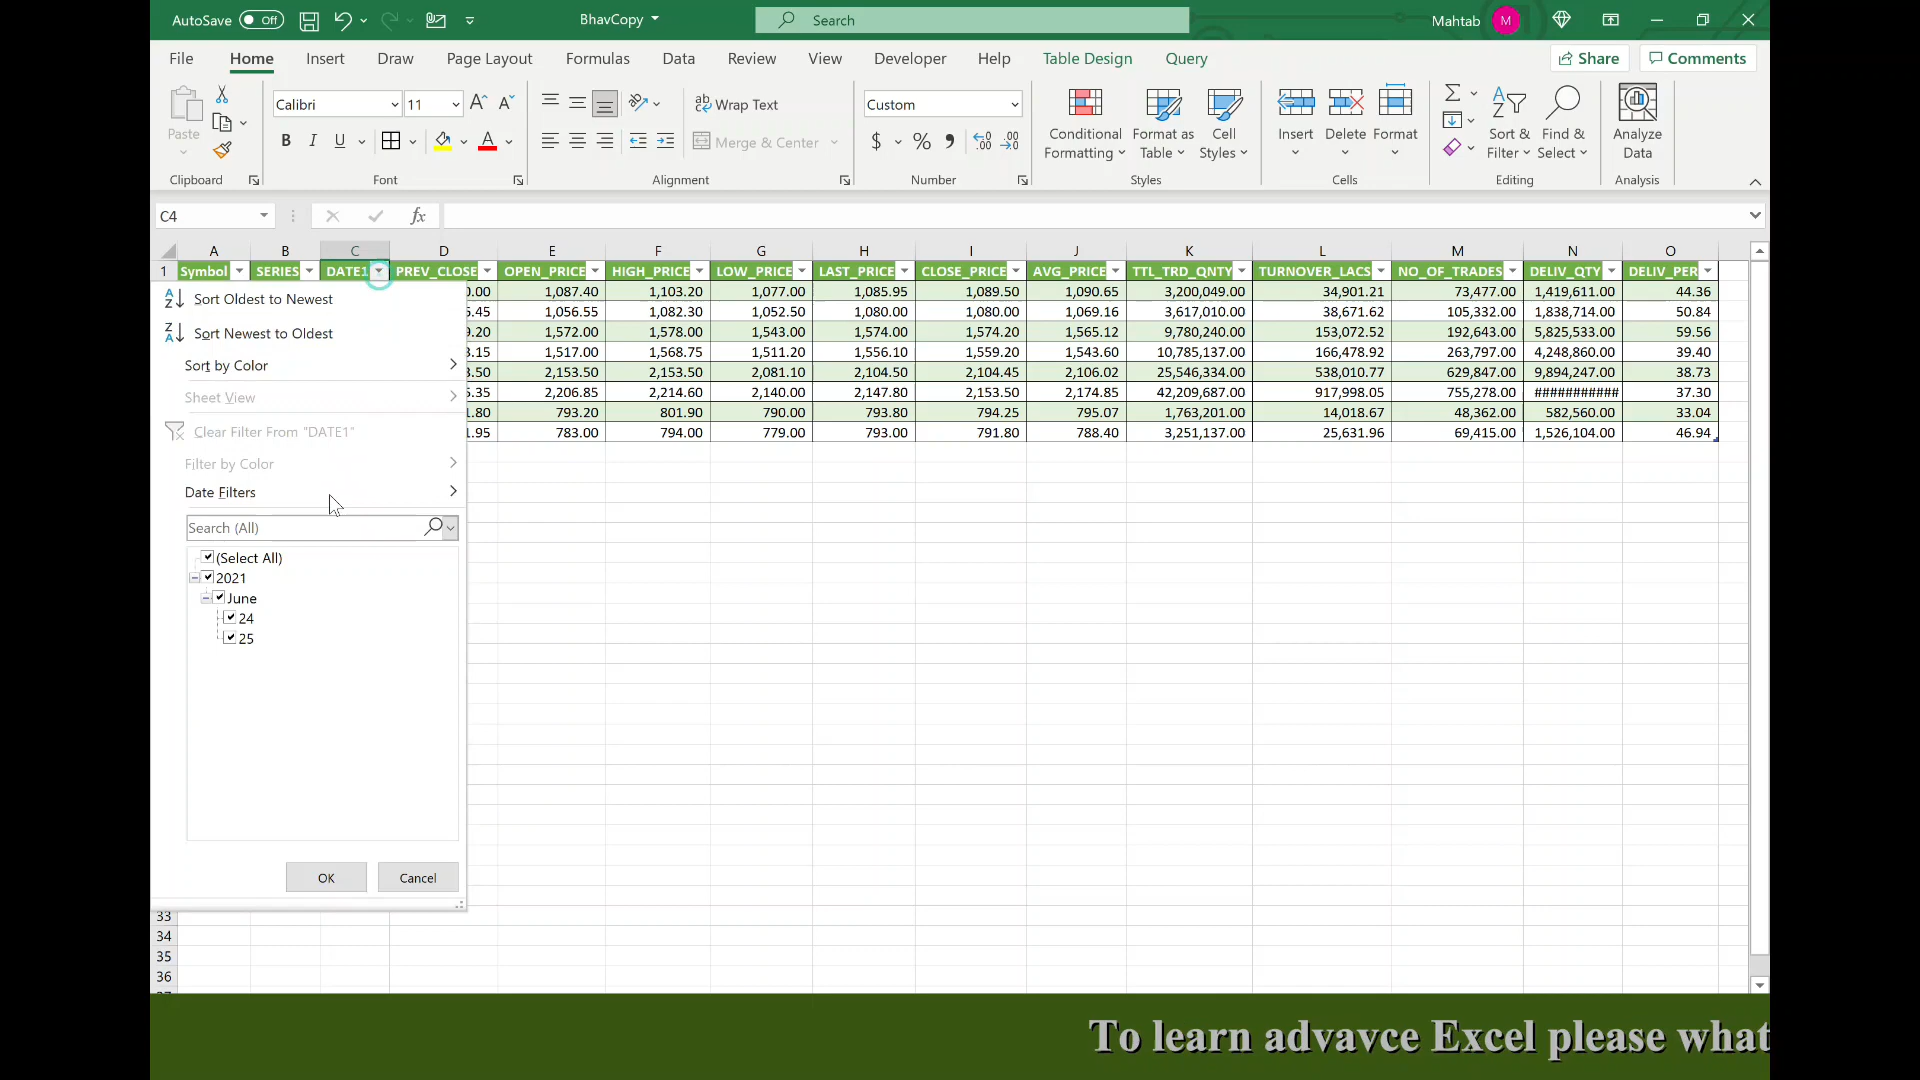 AutoSave Off BhavCopy Search Mahtab M
File Home Insert Draw Page Layout Formulas Data Review View Developer Help Table Design Query Share Comments
Paste Calibri 11 Wrap Text Custom
B I U Merge & Center $ %
Conditional Formatting Format as Table Cell Styles Insert Delete Format Sort & Filter Find & Select Analyze Data
Clipboard Font Alignment Number Styles Cells Editing Analysis
C4 fx
A B C D E F G H I J K L M N O
1 Symbol SERIES DATE1 PREV_CLOSE OPEN_PRICE HIGH_PRICE LOW_PRICE LAST_PRICE CLOSE_PRICE AVG_PRICE TTL_TRD_QNTY TURNOVER_LACS NO_OF_TRADES DELIV_QTY DELIV_PER
0.00 1,087.40 1,103.20 1,077.00 1,085.95 1,089.50 1,090.65 3,200,049.00 34,901.21 73,477.00 1,419,611.00 44.36
5.45 1,056.55 1,082.30 1,052.50 1,080.00 1,080.00 1,069.16 3,617,010.00 38,671.62 105,332.00 1,838,714.00 50.84
9.20 1,572.00 1,578.00 1,543.00 1,574.00 1,574.20 1,565.12 9,780,240.00 153,072.52 192,643.00 5,825,533.00 59.56
3.15 1,517.00 1,568.75 1,511.20 1,556.10 1,559.20 1,543.60 10,785,137.00 166,478.92 263,797.00 4,248,860.00 39.40
3.50 2,153.50 2,153.50 2,081.10 2,104.50 2,104.45 2,106.02 25,546,334.00 538,010.77 629,847.00 9,894,247.00 38.73
5.35 2,206.85 2,214.60 2,140.00 2,147.80 2,153.50 2,174.85 42,209,687.00 917,998.05 755,278.00 ########### 37.30
1.80 793.20 801.90 790.00 793.80 794.25 795.07 1,763,201.00 14,018.67 48,362.00 582,560.00 33.04
1.95 783.00 794.00 779.00 793.00 791.80 788.40 3,251,137.00 25,631.96 69,415.00 1,526,104.00 46.94
Sort Oldest to Newest
Sort Newest to Oldest
Sort by Color
Sheet View
Clear Filter From "DATE1"
Filter by Color
Date Filters
Search (All)
(Select All)
2021
June
24
25
OK Cancel
33
34
35
36
To learn advavce Excel please what